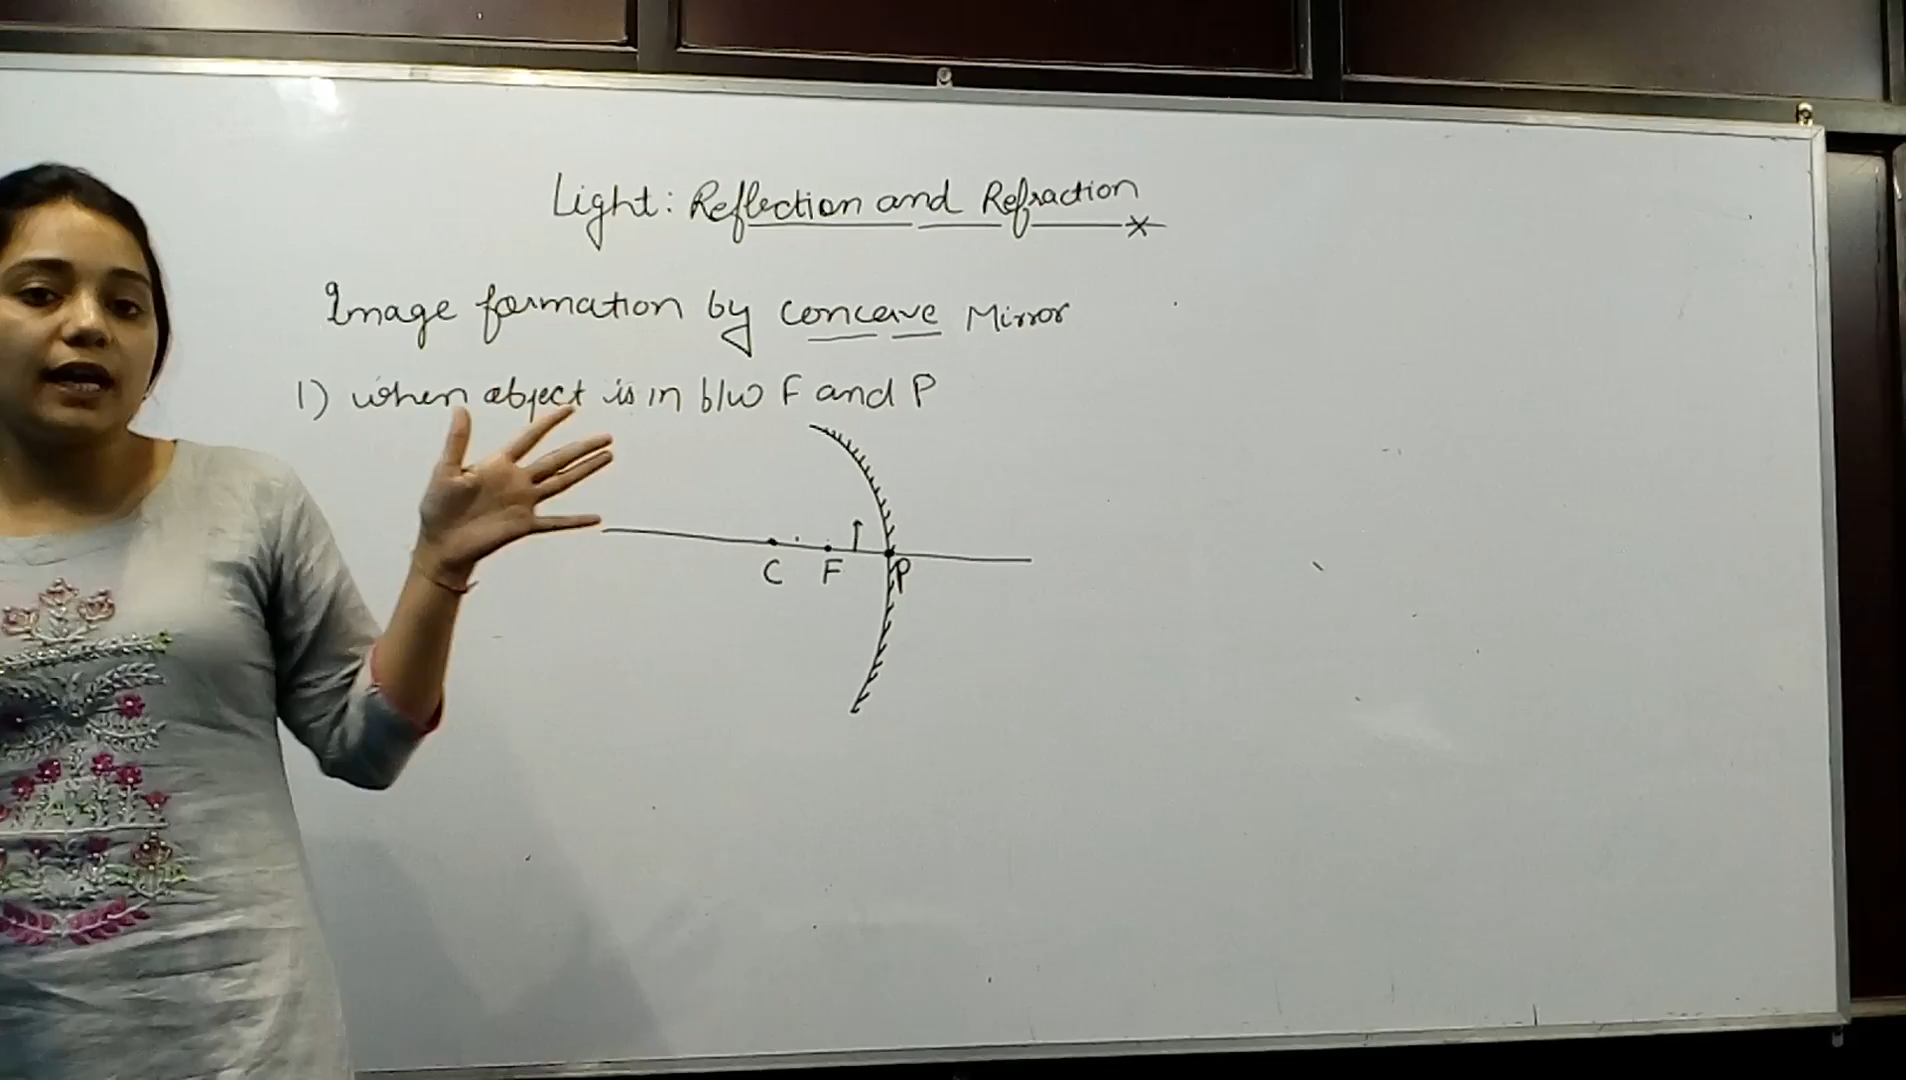 Light: Reflection and Refraction
Image formation by concave Mirror
1) when object is in b/w F and P
C F P